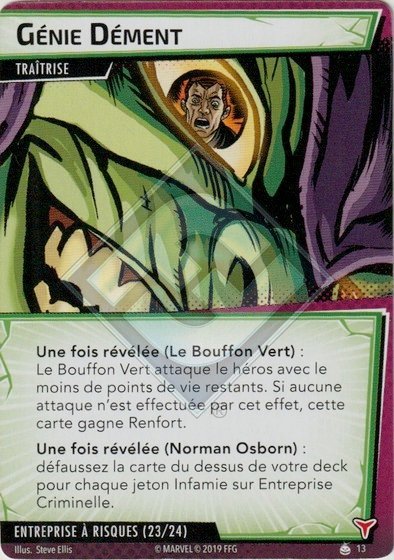 GÉNIE DÉMENT
TRAÎTRISE
Une fois révélée (Le Bouffon Vert) :
Le Bouffon Vert attaque le héros avec le
moins de points de vie restants. Si aucune
attaque n'est effectuée par cet effet, cette
carte gagne Renfort.
Une fois révélée (Norman Osborn) :
défaussez la carte du dessus de votre deck
pour chaque jeton Infamie sur Entreprise
Criminelle.
ENTREPRISE À RISQUES (23/24)
Illus. Steve Ellis © MARVEL © 2019 FFG 13